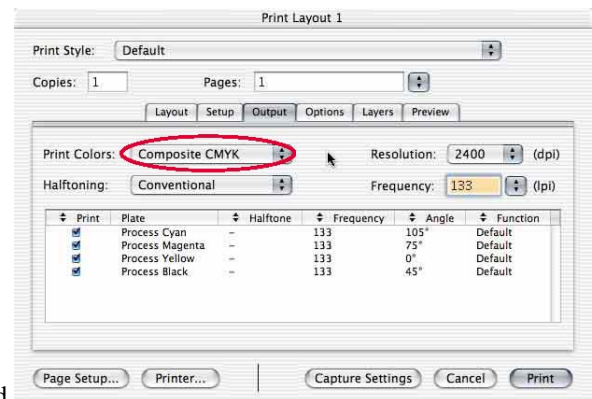 Print Layout 1
Print Style: Default
Copies: 1 Pages: 1
Layout Setup Output Options Layers Preview
Print Colors: Composite CMYK Resolution: 2400 (dpi)
Halftoning: Conventional Frequency: 133 (lpi)
Print Plate Halftone Frequency Angle Function
Process Cyan – 133 105° Default
Process Magenta – 133 75° Default
Process Yellow – 133 0° Default
Process Black – 133 45° Default
Page Setup... Printer... Capture Settings Cancel Print